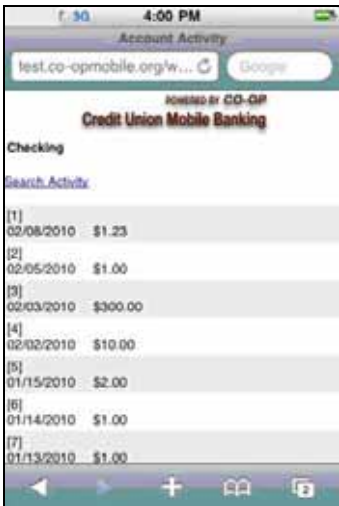 3G 4:00 PM
Account Activity
test.co-opmobile.org/w... Google
POWERED BY CO-OP
Credit Union Mobile Banking
Checking
Search Activity
[1]
02/08/2010 $1.23
[2]
02/05/2010 $1.00
[3]
02/03/2010 $300.00
[4]
02/02/2010 $10.00
[5]
01/15/2010 $2.00
[6]
01/14/2010 $1.00
[7]
01/13/2010 $1.00
2